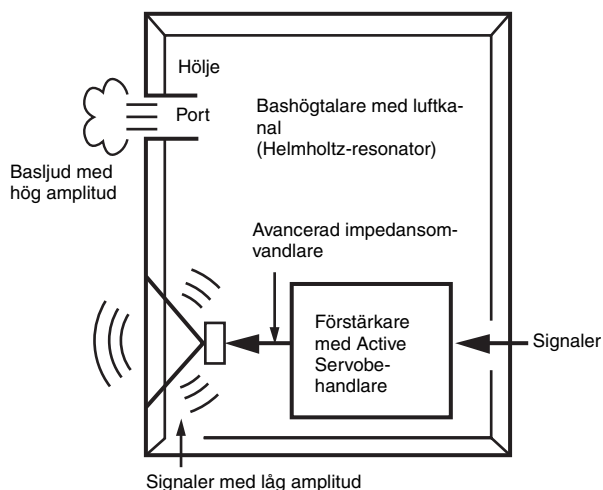 Hölje
Port
Bashögtalare med luftka-
nal
(Helmholtz-resonator)
Basljud med
hög amplitud
Avancerad impedansom-
vandlare
Förstärkare
med Active
Servobe-
handlare
Signaler
Signaler med låg amplitud